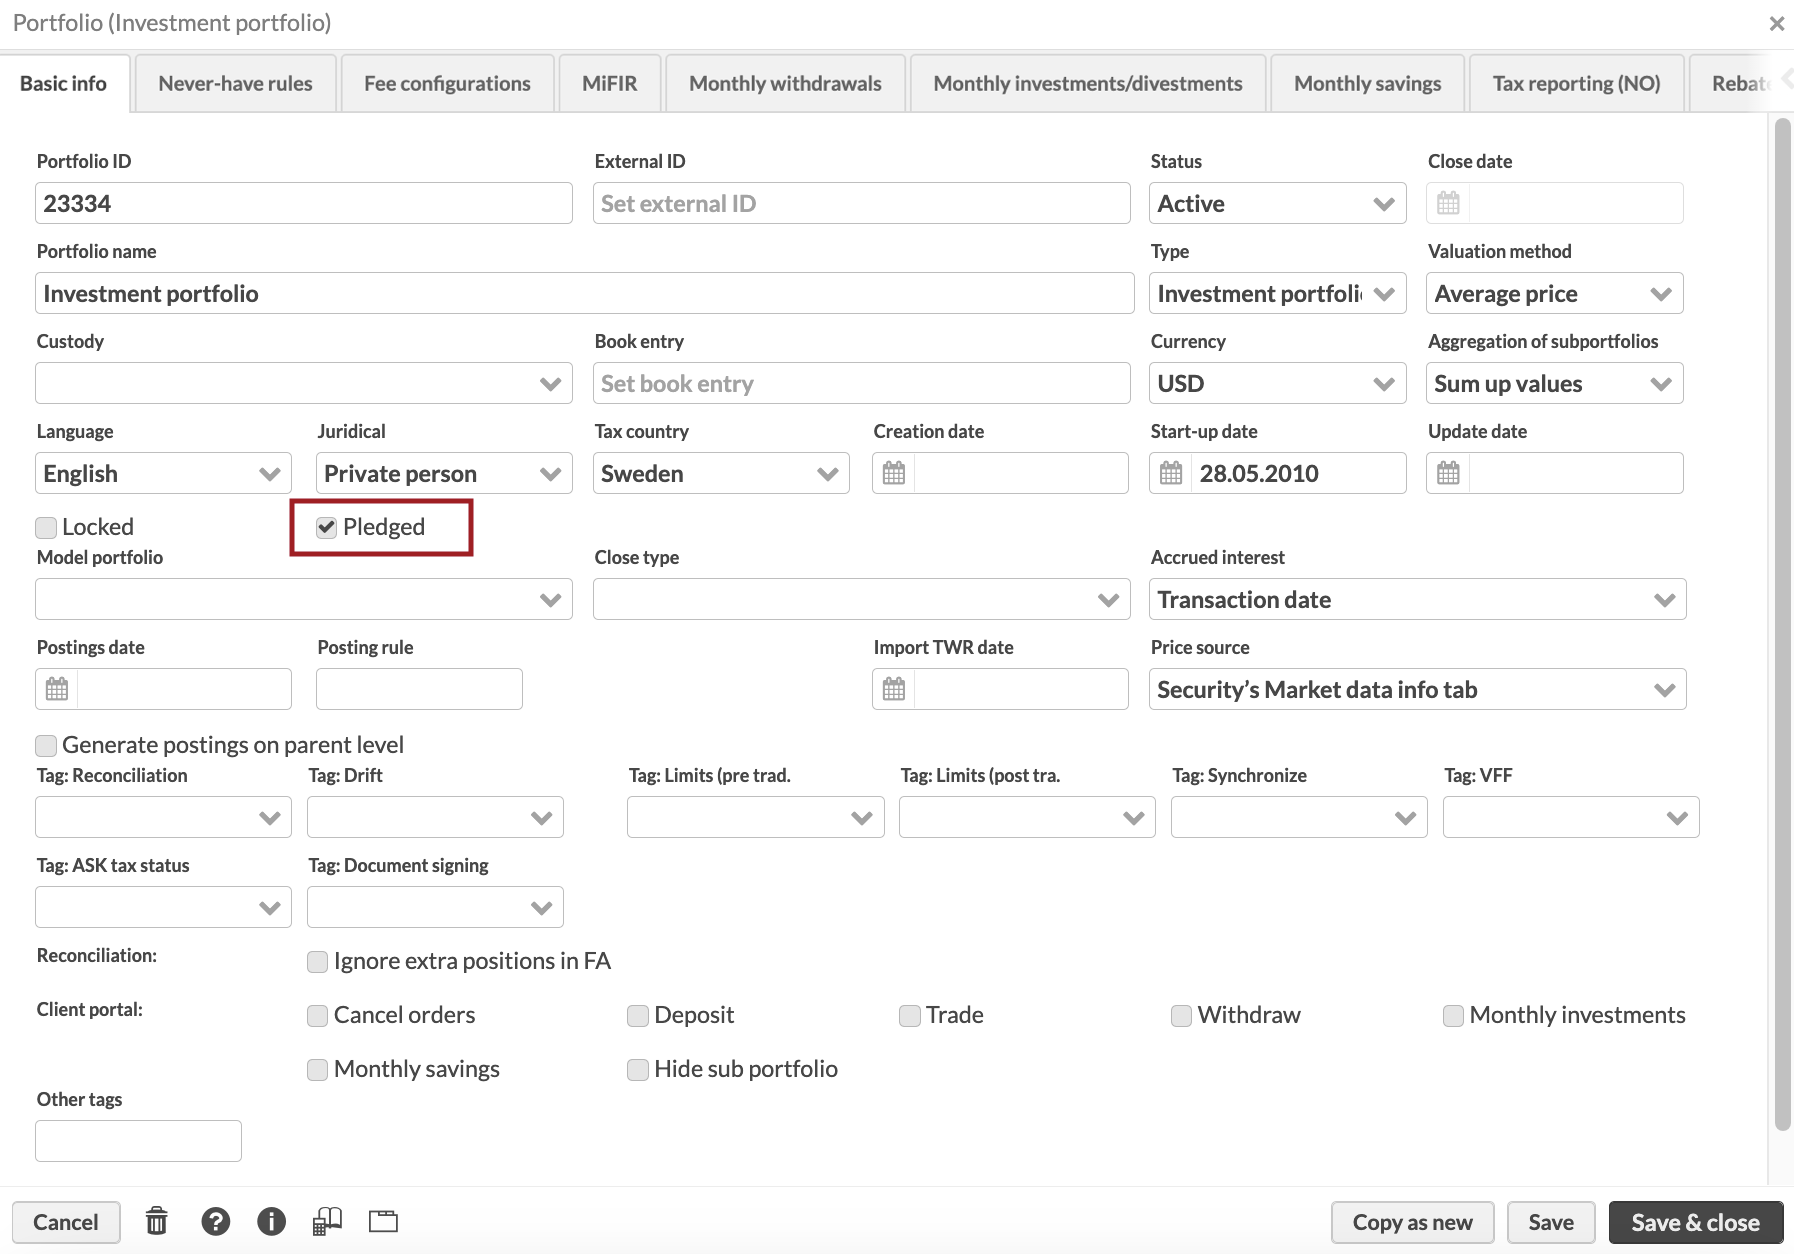 Portfolio (Investment portfolio)
Basic info
Never-have rules
Fee configurations
MiFIR
Monthly withdrawals
Monthly investments/divestments
Monthly savings
Tax reporting (NO)
Rebate
Portfolio ID
External ID
Status
Close date
23334
Set external ID
Active
Portfolio name
Type
Valuation method
Investment portfolio
Investment portfoli
Average price
Custody
Book entry
Currency
Aggregation of subportfolios
Set book entry
USD
Sum up values
Language
Juridical
Tax country
Creation date
Start-up date
Update date
English
Private person
Sweden
28.05.2010
Locked
Pledged
Model portfolio
Close type
Accrued interest
Transaction date
Postings date
Posting rule
Import TWR date
Price source
Security's Market data info tab
Generate postings on parent level
Tag: Reconciliation
Tag: Drift
Tag: Limits (pre trad.
Tag: Limits (post tra.
Tag: Synchronize
Tag: VFF
Tag: ASK tax status
Tag: Document signing
Reconciliation:
Ignore extra positions in FA
Client portal:
Cancel orders
Deposit
Trade
Withdraw
Monthly investments
Monthly savings
Hide sub portfolio
Other tags
Cancel
Copy as new
Save
Save & close